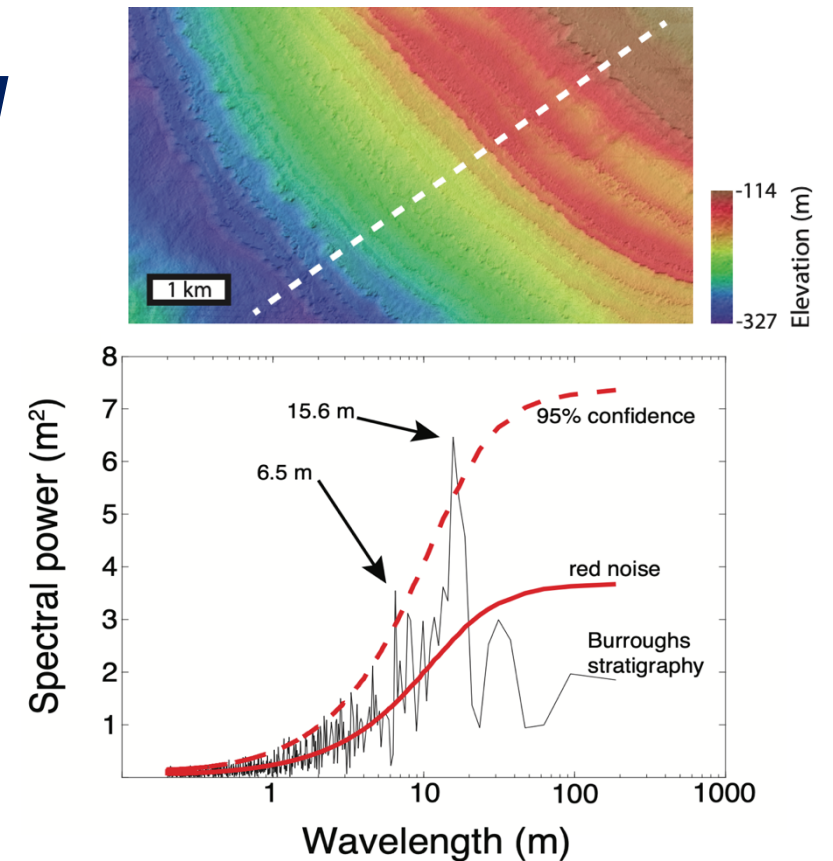 1 km
-114
-327
Elevation (m)
8
7
6
5
4
3
2
1
Spectral power (m²)
15.6 m
6.5 m
95% confidence
red noise
Burroughs
stratigraphy
1
10
100
1000
Wavelength (m)